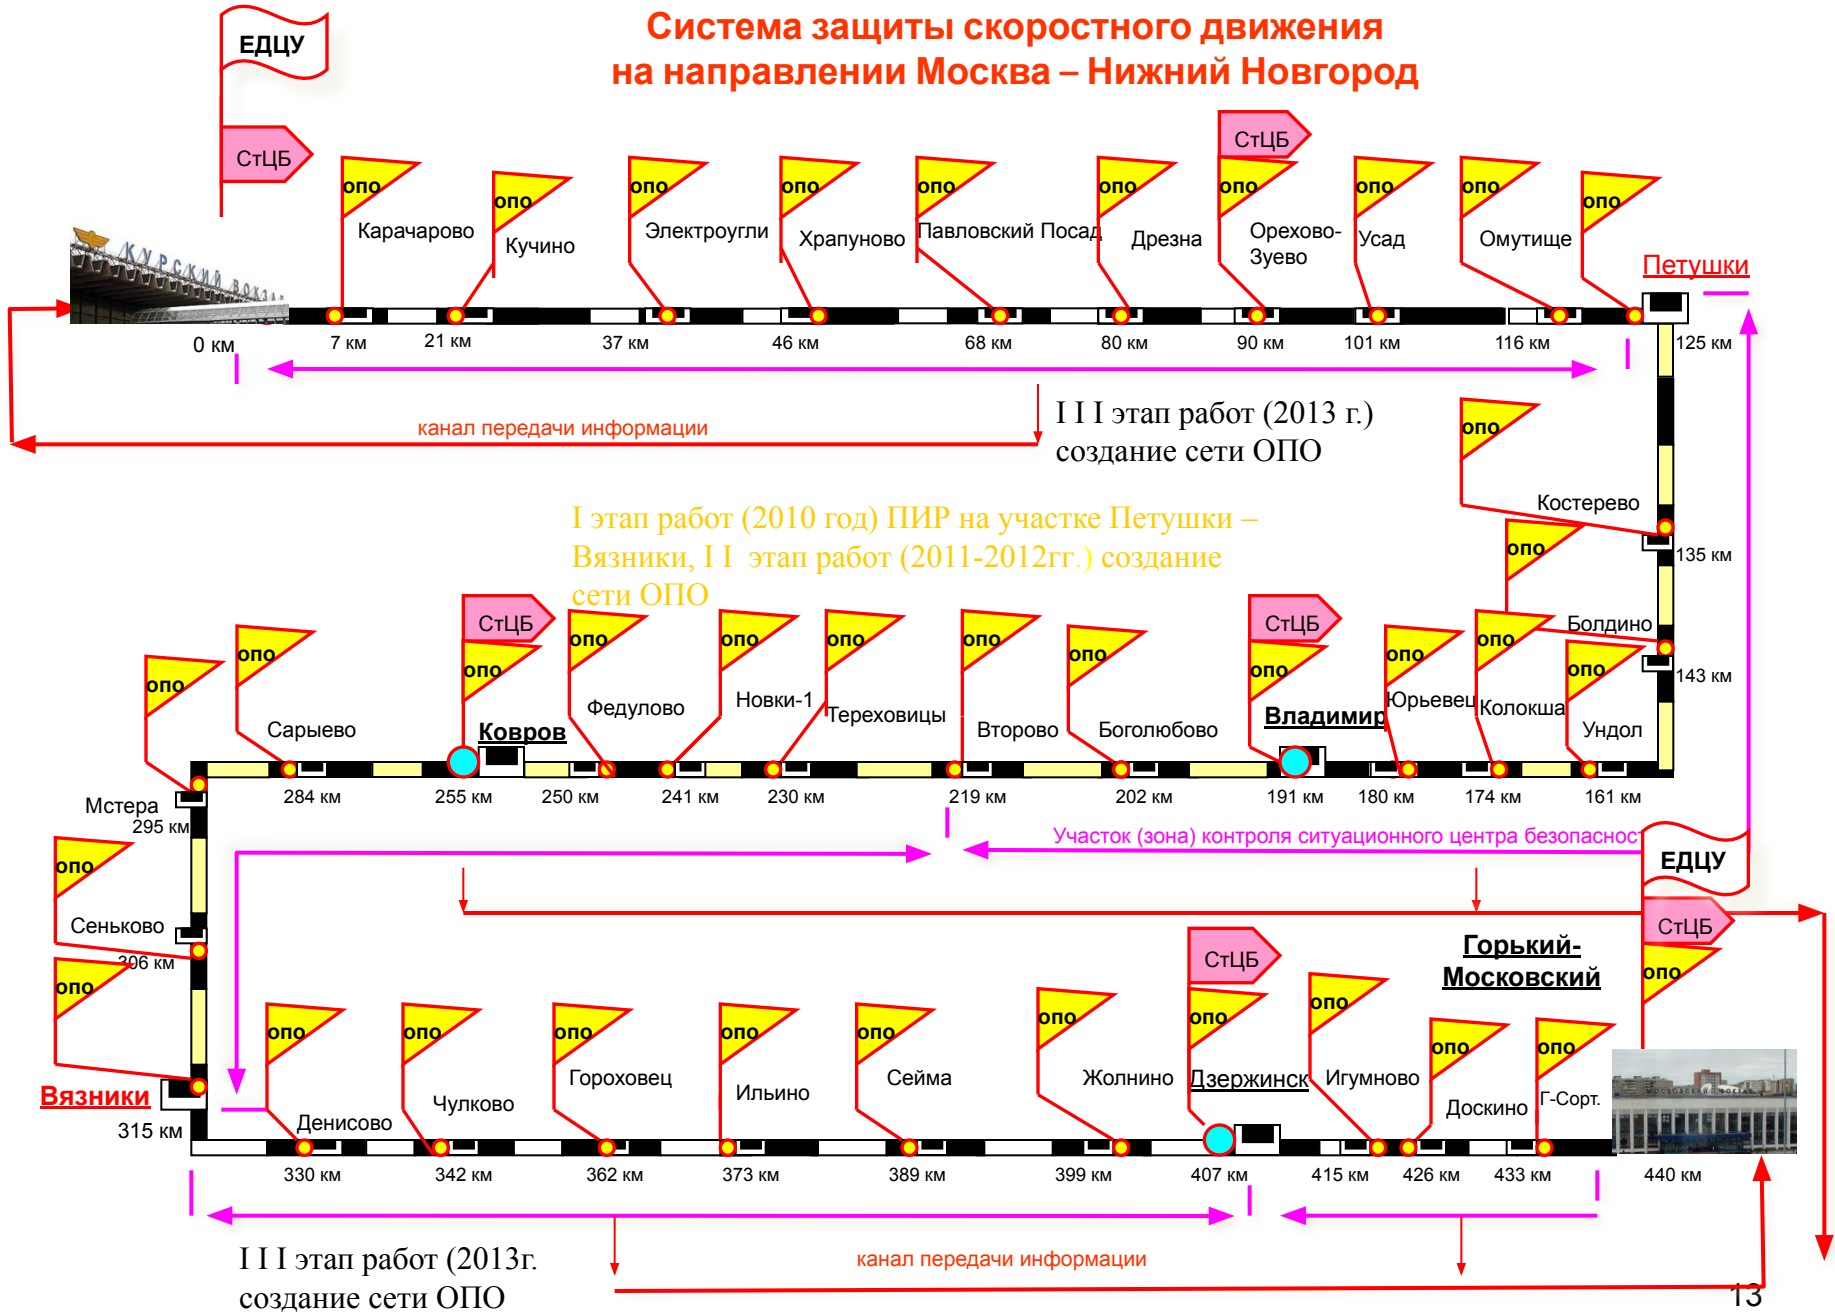 Система защиты скоростного движения
на направлении Москва – Нижний Новгород
ЕДЦУ
СтЦБ
СтЦБ
опо
опо
опо
опо
опо
опо
опо
опо
опо
опо
Карачарово
Кучино
Электроугли
Храпуново
Павловский Посад
Дрезна
Орехово-
Зуево
Усад
Омутище
Петушки
КУРСКИЙ ВОКЗАЛ
0 км
7 км
21 км
37 км
46 км
68 км
80 км
90 км
101 км
116 км
125 км
канал передачи информации
I I I этап работ (2013 г.)
создание сети ОПО
опо
Костерево
135 км
опо
Болдино
143 км
I этап работ (2010 год) ПИР на участке Петушки –
Вязники, I I этап работ (2011-2012гг.) создание
сети ОПО
СтЦБ
СтЦБ
опо
опо
опо
опо
опо
опо
опо
опо
опо
опо
опо
опо
Сарыево
Ковров
Федулово
Новки-1
Тереховицы
Второво
Боголюбово
Владимир
Юрьевец
Колокша
Ундол
284 км
255 км
250 км
241 км
230 км
219 км
202 км
191 км
180 км
174 км
161 км
Мстера
295 км
Участок (зона) контроля ситуационного центра безопаснос
ЕДЦУ
СтЦБ
опо
опо
Сеньково
306 км
опо
Вязники
315 км
Горький-
Московский
СтЦБ
опо
опо
опо
опо
опо
опо
опо
опо
опо
опо
Денисово
Чулково
Гороховец
Ильино
Сейма
Жолнино
Дзержинск
Игумново
Доскино
Г-Сорт.
330 км
342 км
362 км
373 км
389 км
399 км
407 км
415 км
426 км
433 км
440 км
I I I этап работ (2013г.
создание сети ОПО
канал передачи информации
13